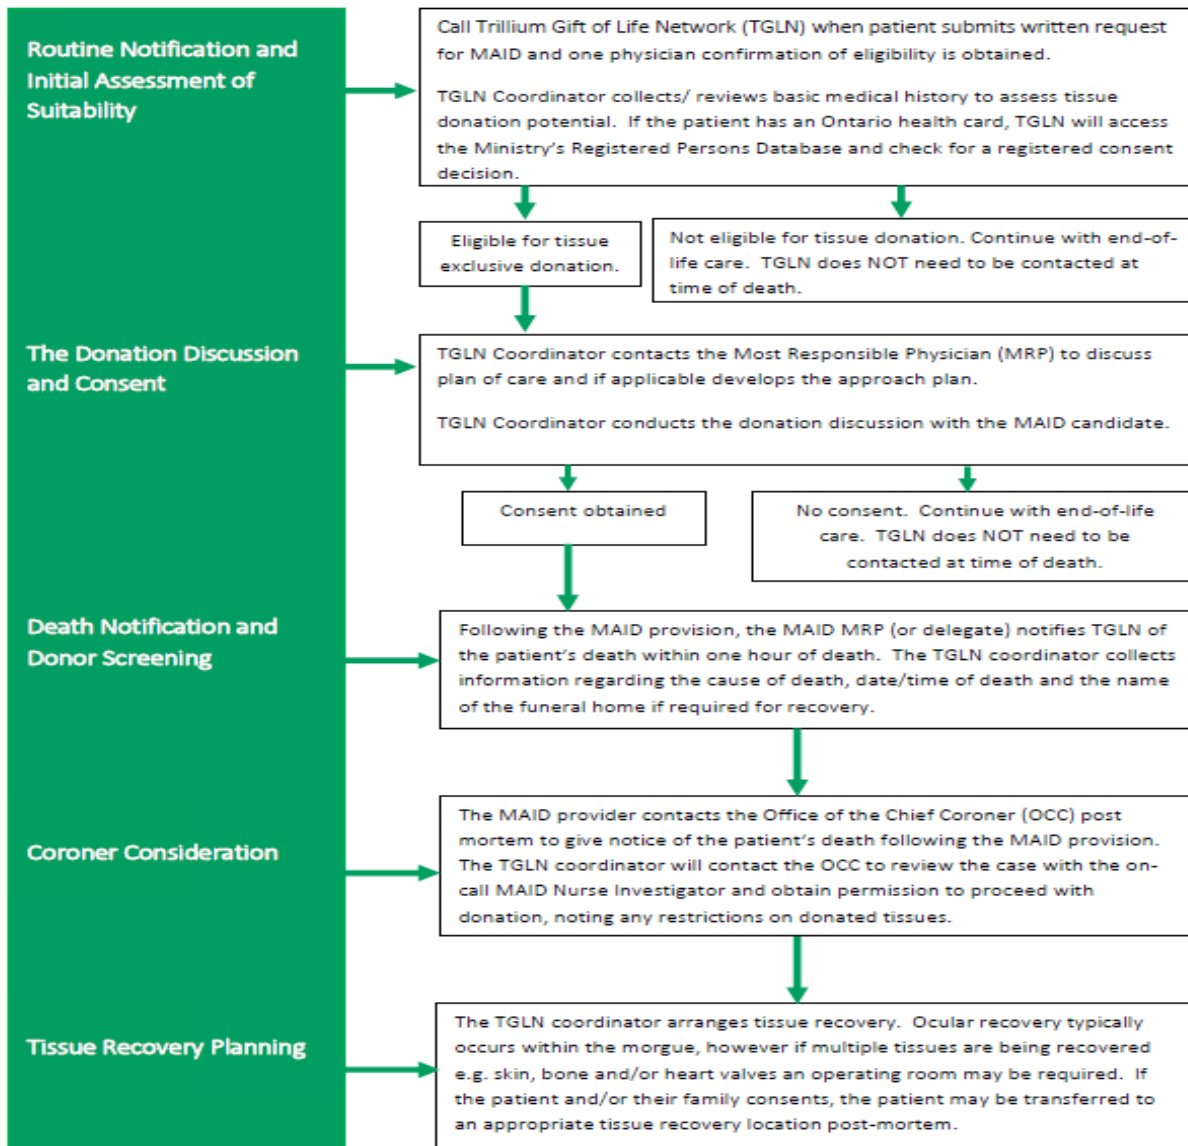 Routine Notification and
Initial Assessment of
Suitability
Call Trillium Gift of Life Network (TGLN) when patient submits written request
for MAID and one physician confirmation of eligibility is obtained.
TGLN Coordinator collects/ reviews basic medical history to assess tissue
donation potential. If the patient has an Ontario health card, TGLN will access
the Ministry's Registered Persons Database and check for a registered consent
decision.
Eligible for tissue
exclusive donation.
Not eligible for tissue donation. Continue with end-of-
life care. TGLN does NOT need to be contacted at
time of death.
The Donation Discussion
and Consent
TGLN Coordinator contacts the Most Responsible Physician (MRP) to discuss
plan of care and if applicable develops the approach plan.
TGLN Coordinator conducts the donation discussion with the MAID candidate.
Consent obtained
No consent. Continue with end-of-life
care. TGLN does NOT need to be
contacted at time of death.
Death Notification and
Donor Screening
Following the MAID provision, the MAID MRP (or delegate) notifies TGLN of
the patient's death within one hour of death. The TGLN coordinator collects
information regarding the cause of death, date/time of death and the name
of the funeral home if required for recovery.
Coroner Consideration
The MAID provider contacts the Office of the Chief Coroner (OCC) post
mortem to give notice of the patient's death following the MAID provision.
The TGLN coordinator will contact the OCC to review the case with the on-
call MAID Nurse Investigator and obtain permission to proceed with
donation, noting any restrictions on donated tissues.
Tissue Recovery Planning
The TGLN coordinator arranges tissue recovery. Ocular recovery typically
occurs within the morgue, however if multiple tissues are being recovered
e.g. skin, bone and/or heart valves an operating room may be required. If
the patient and/or their family consents, the patient may be transferred to
an appropriate tissue recovery location post-mortem.